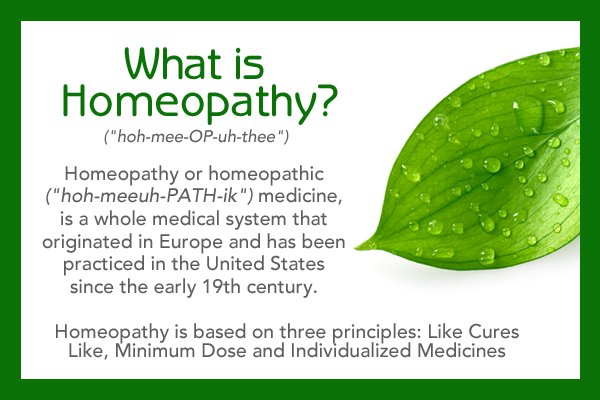 What is
Homeopathy?
("hoh-mee-OP-uh-thee")
Homeopathy or homeopathic
("hoh-meeuh-PATH-ik") medicine,
is a whole medical system that
originated in Europe and has been
practiced in the United States
since the early 19th century.
Homeopathy is based on three principles: Like Cures
Like, Minimum Dose and Individualized Medicines